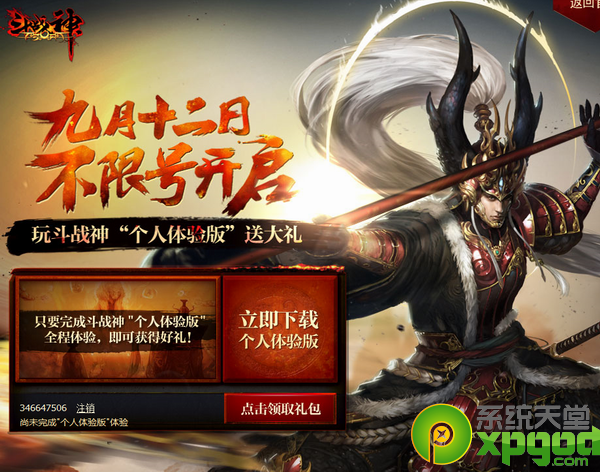 斗战神
返回首
九月十二日
不限号开启
玩斗战神“个人体验版”送大礼
只要完成斗战神"个人体验版"
全程体验，即可获得好礼！
立即下载
个人体验版
346647506 注销
尚未完成"个人体验版"体验
点击领取礼包
系统天堂
xpgod